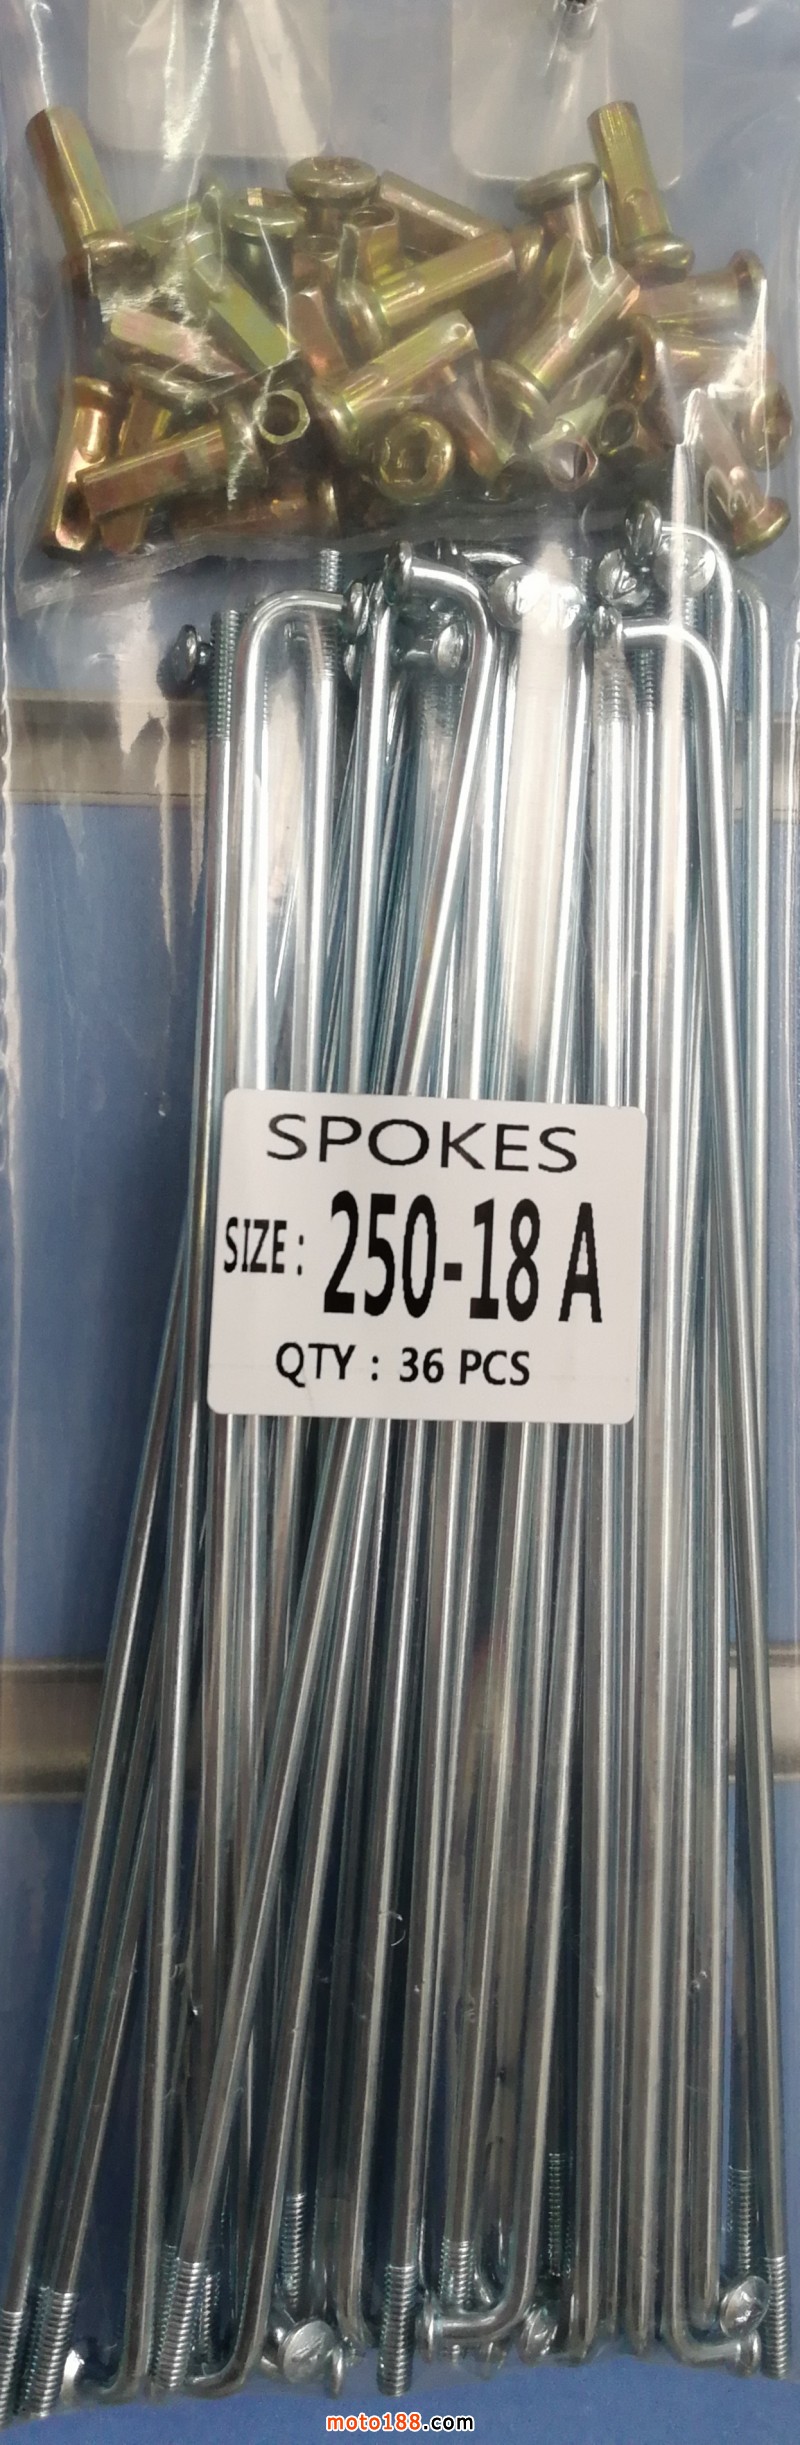 SPOKES
SIZE: 250-18 A
QTY : 36 PCS
moto188.com